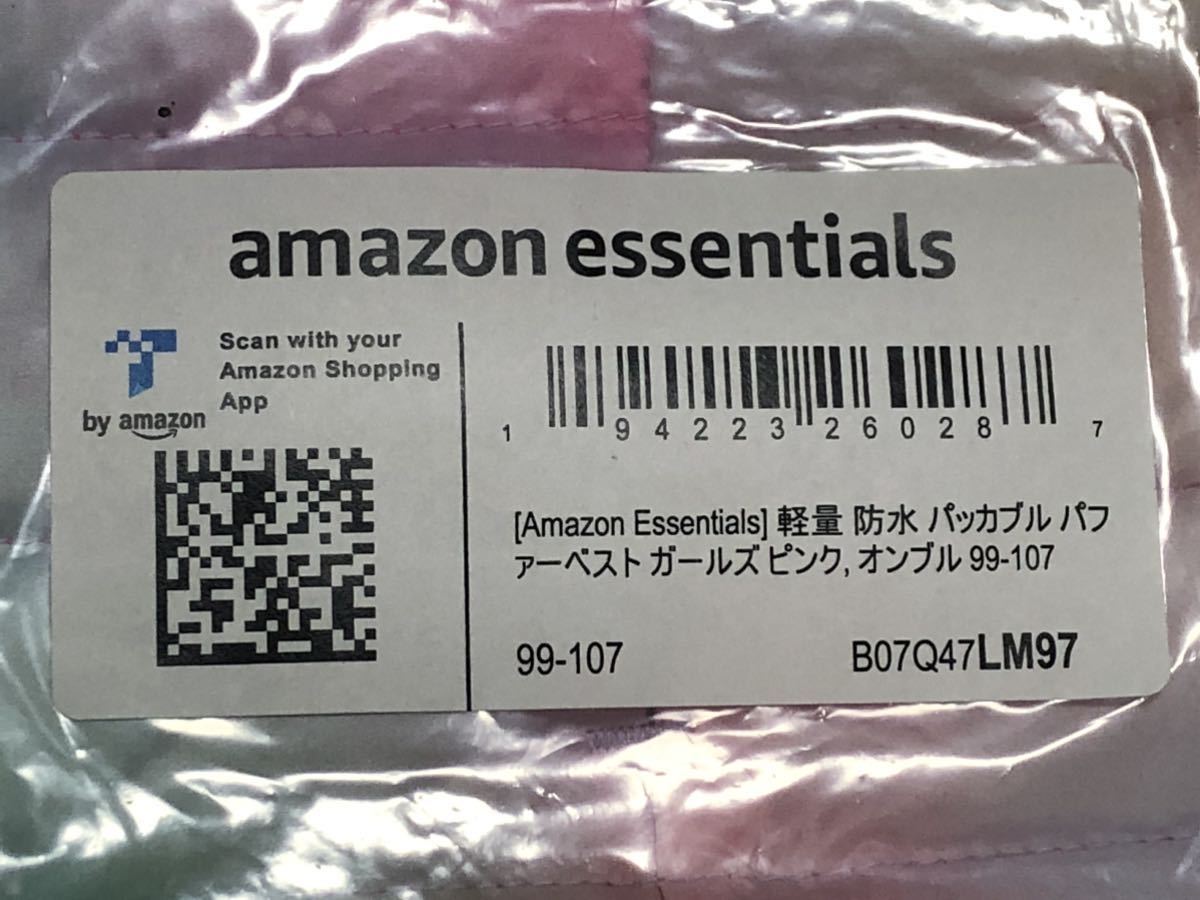 amazon essentials
Scan with your
Amazon Shopping
App
by amazon
1 94223 26028 7
[Amazon Essentials] 軽量 防水 パッカブル パフ
ァーベスト ガールズ ピンク, オンブル 99-107
99-107 B07Q47LM97